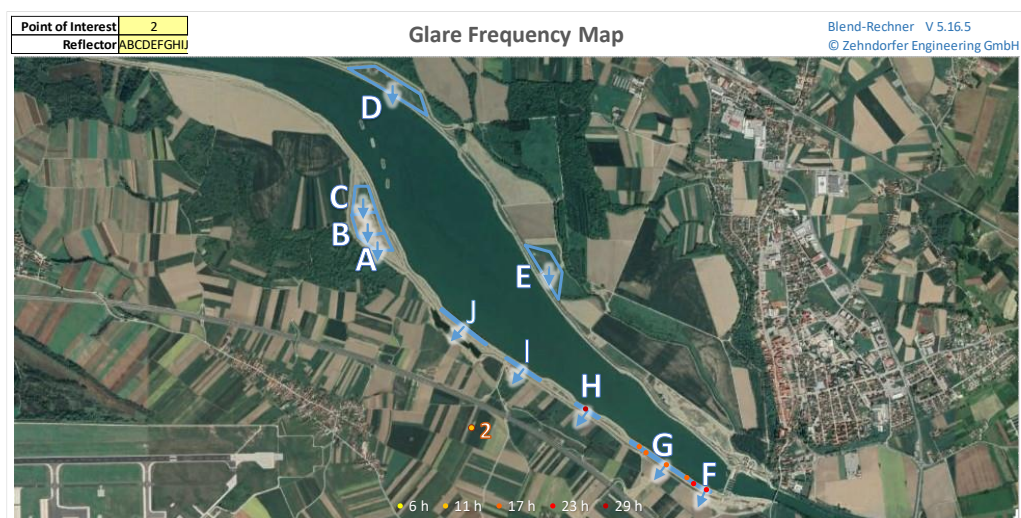 Point of Interest 2
Reflector ABCDEFGHIJ
Glare Frequency Map
Blend-Rechner V 5.16.5
© Zehndorfer Engineering GmbH
D
C
B
A
E
J
I
H
2
G
F
6 h 11 h 17 h 23 h 29 h